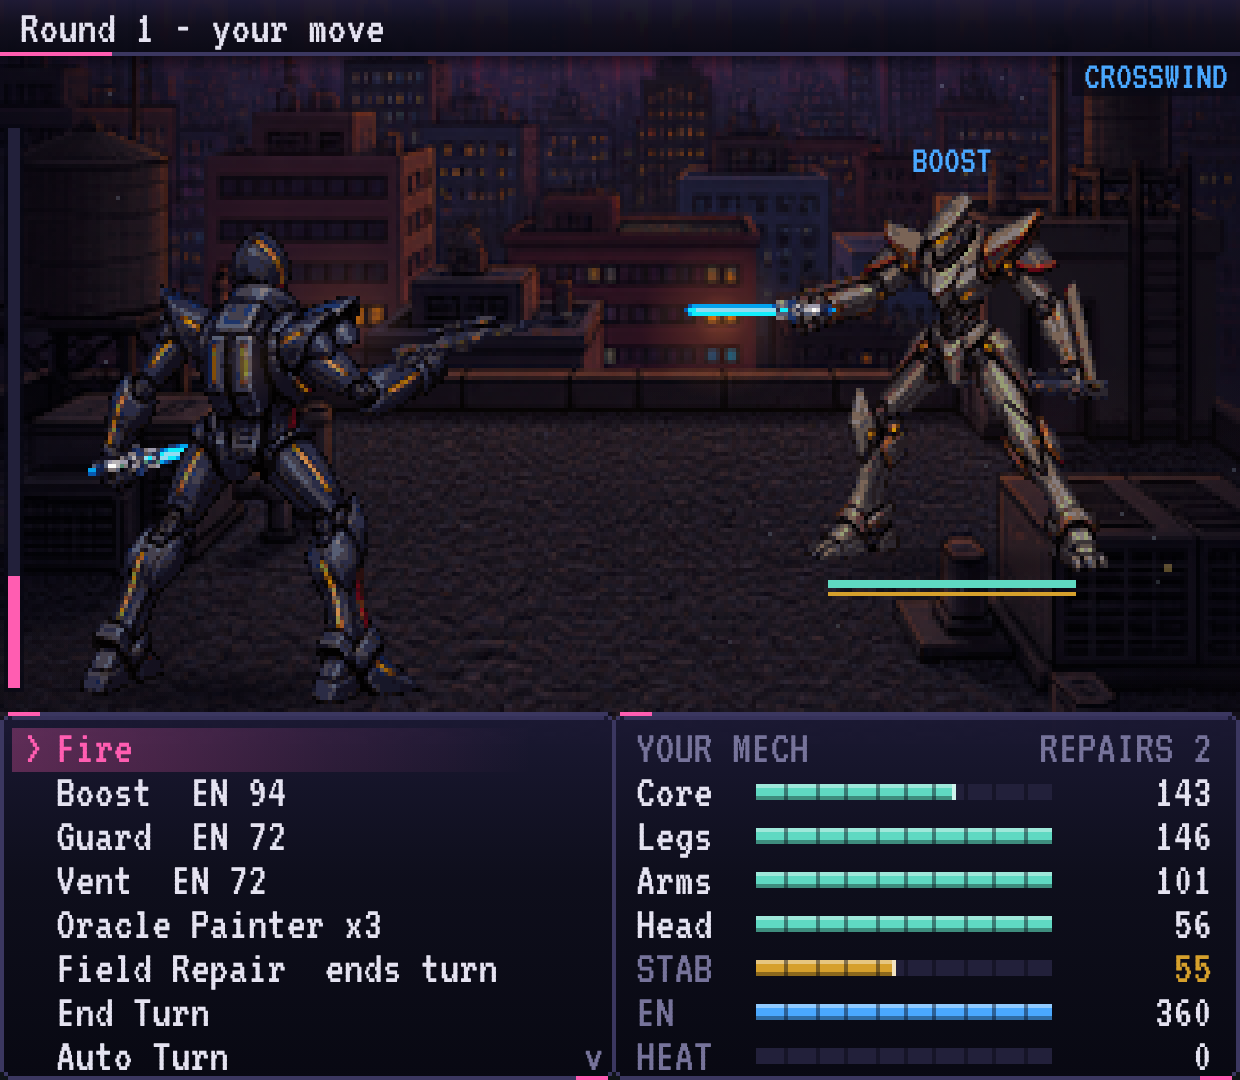 Round 1 - your move
CROSSWIND
BOOST
> Fire
Boost EN 94
Guard EN 72
Vent EN 72
Oracle Painter x3
Field Repair ends turn
End Turn
Auto Turn v
YOUR MECH REPAIRS 2
Core 143
Legs 146
Arms 101
Head 56
STAB 55
EN 360
HEAT 0